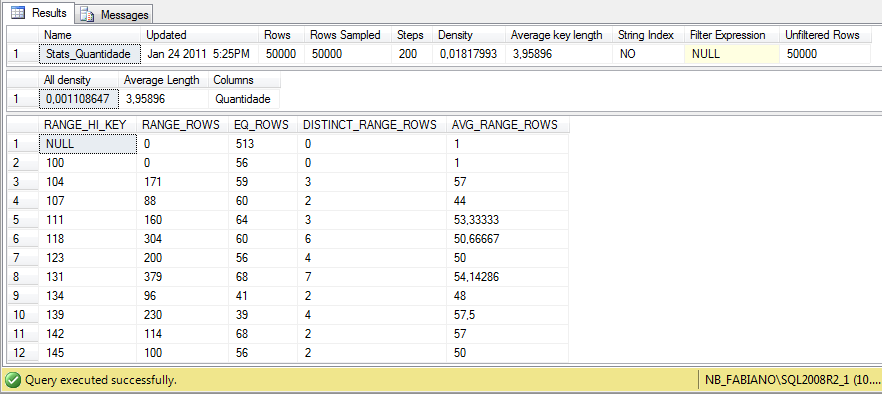 Results Messages
Name Updated Rows Rows Sampled Steps Density Average key length String Index Filter Expression Unfiltered Rows
1 Stats_Quantidade Jan 24 2011 5:25PM 50000 50000 200 0,01817993 3,95896 NO NULL 50000
All density Average Length Columns
1 0,001108647 3,95896 Quantidade
RANGE_HI_KEY RANGE_ROWS EQ_ROWS DISTINCT_RANGE_ROWS AVG_RANGE_ROWS
1 NULL 0 513 0 1
2 100 0 56 0 1
3 104 171 59 3 57
4 107 88 60 2 44
5 111 160 64 3 53,33333
6 118 304 60 6 50,66667
7 123 200 56 4 50
8 131 379 68 7 54,14286
9 134 96 41 2 48
10 139 230 39 4 57,5
11 142 114 68 2 57
12 145 100 56 2 50
Query executed successfully. NB_FABIANO\SQL2008R2_1 (10....